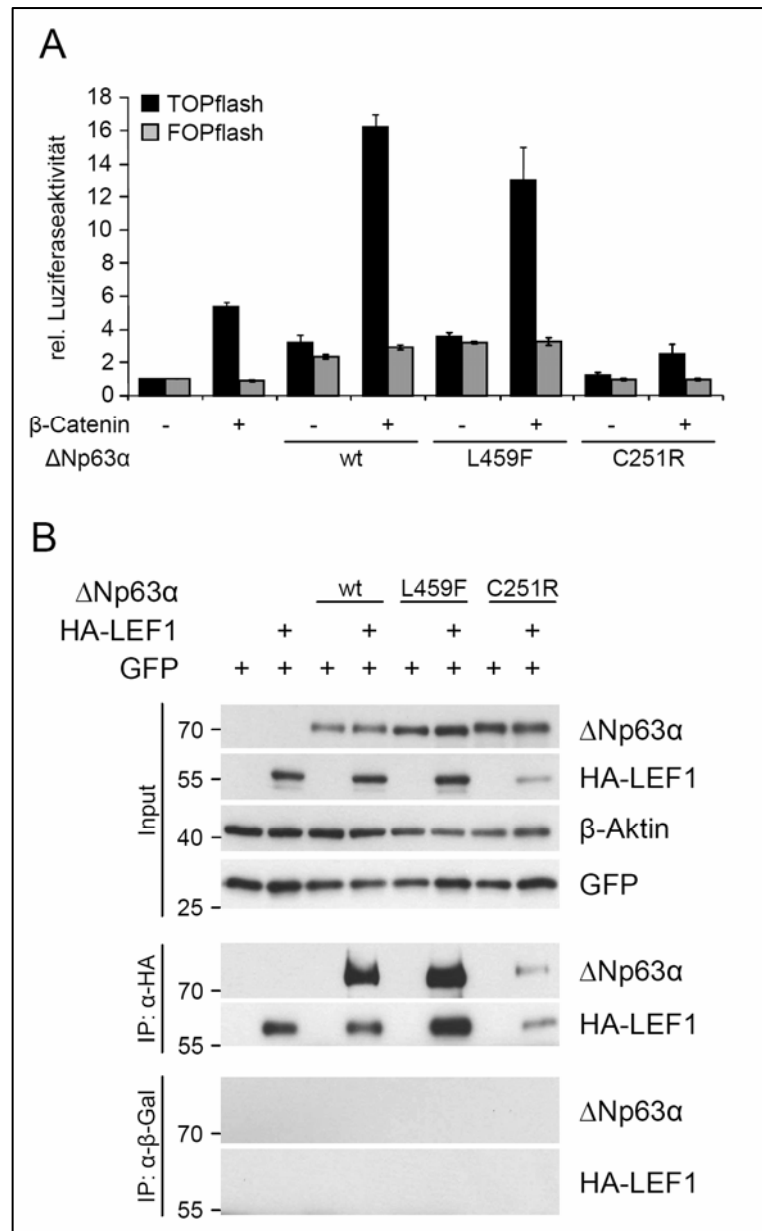 A
TOPflash
FOPflash
rel. Luziferaseaktivität
18
16
14
12
10
8
6
4
2
0
β-Catenin - + - + - + - +
ΔNp63α wt L459F C251R
B
ΔNp63α wt L459F C251R
HA-LEF1 + + + +
GFP + + + + + + + +
Input
70 ΔNp63α
55 HA-LEF1
40 β-Aktin
25 GFP
IP: α-HA
70 ΔNp63α
55 HA-LEF1
IP: α-β-Gal
70 ΔNp63α
55 HA-LEF1